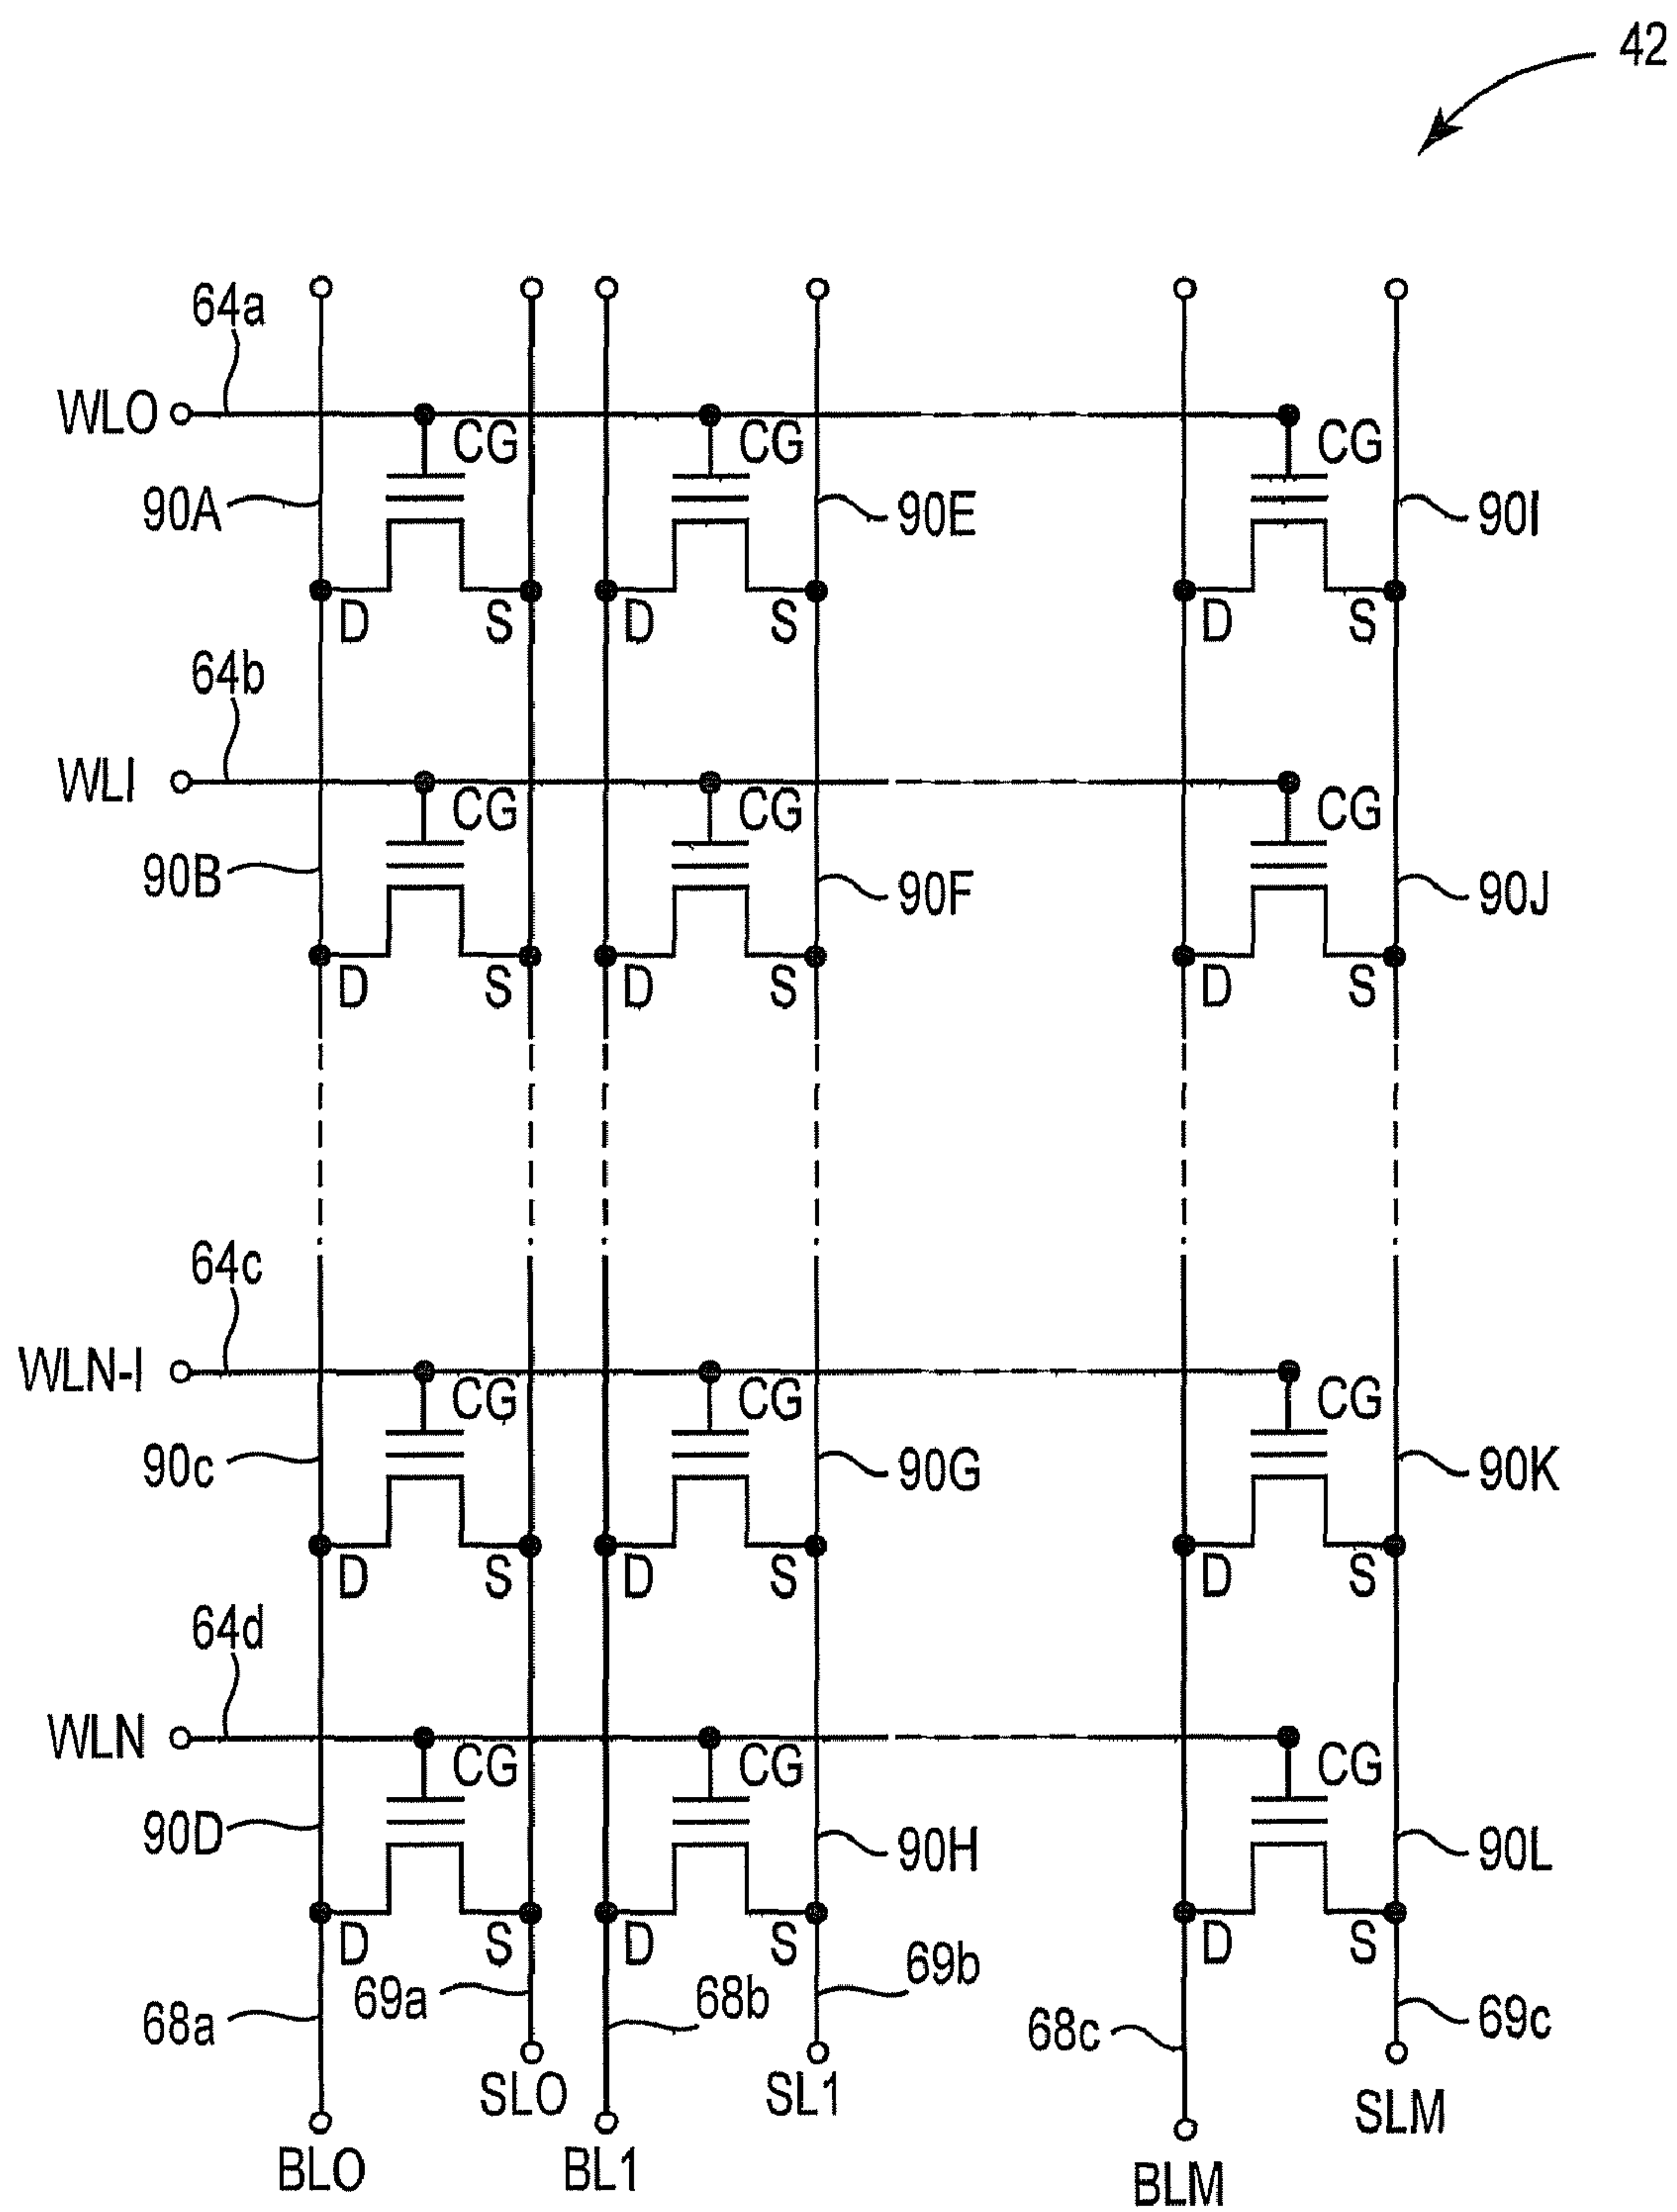 42
64a
WLO
CG CG CG
90A 90E 90I
D S D S D S
64b
WLI
CG CG CG
90B 90F 90J
D S D S D S
64c
WLN-I
CG CG CG
90c 90G 90K
D S D S D S
64d
WLN
CG CG CG
90D 90H 90L
D S D S D S
68a 69a 68b 69b 68c 69c
SLO SL1 SLM
BLO BL1 BLM